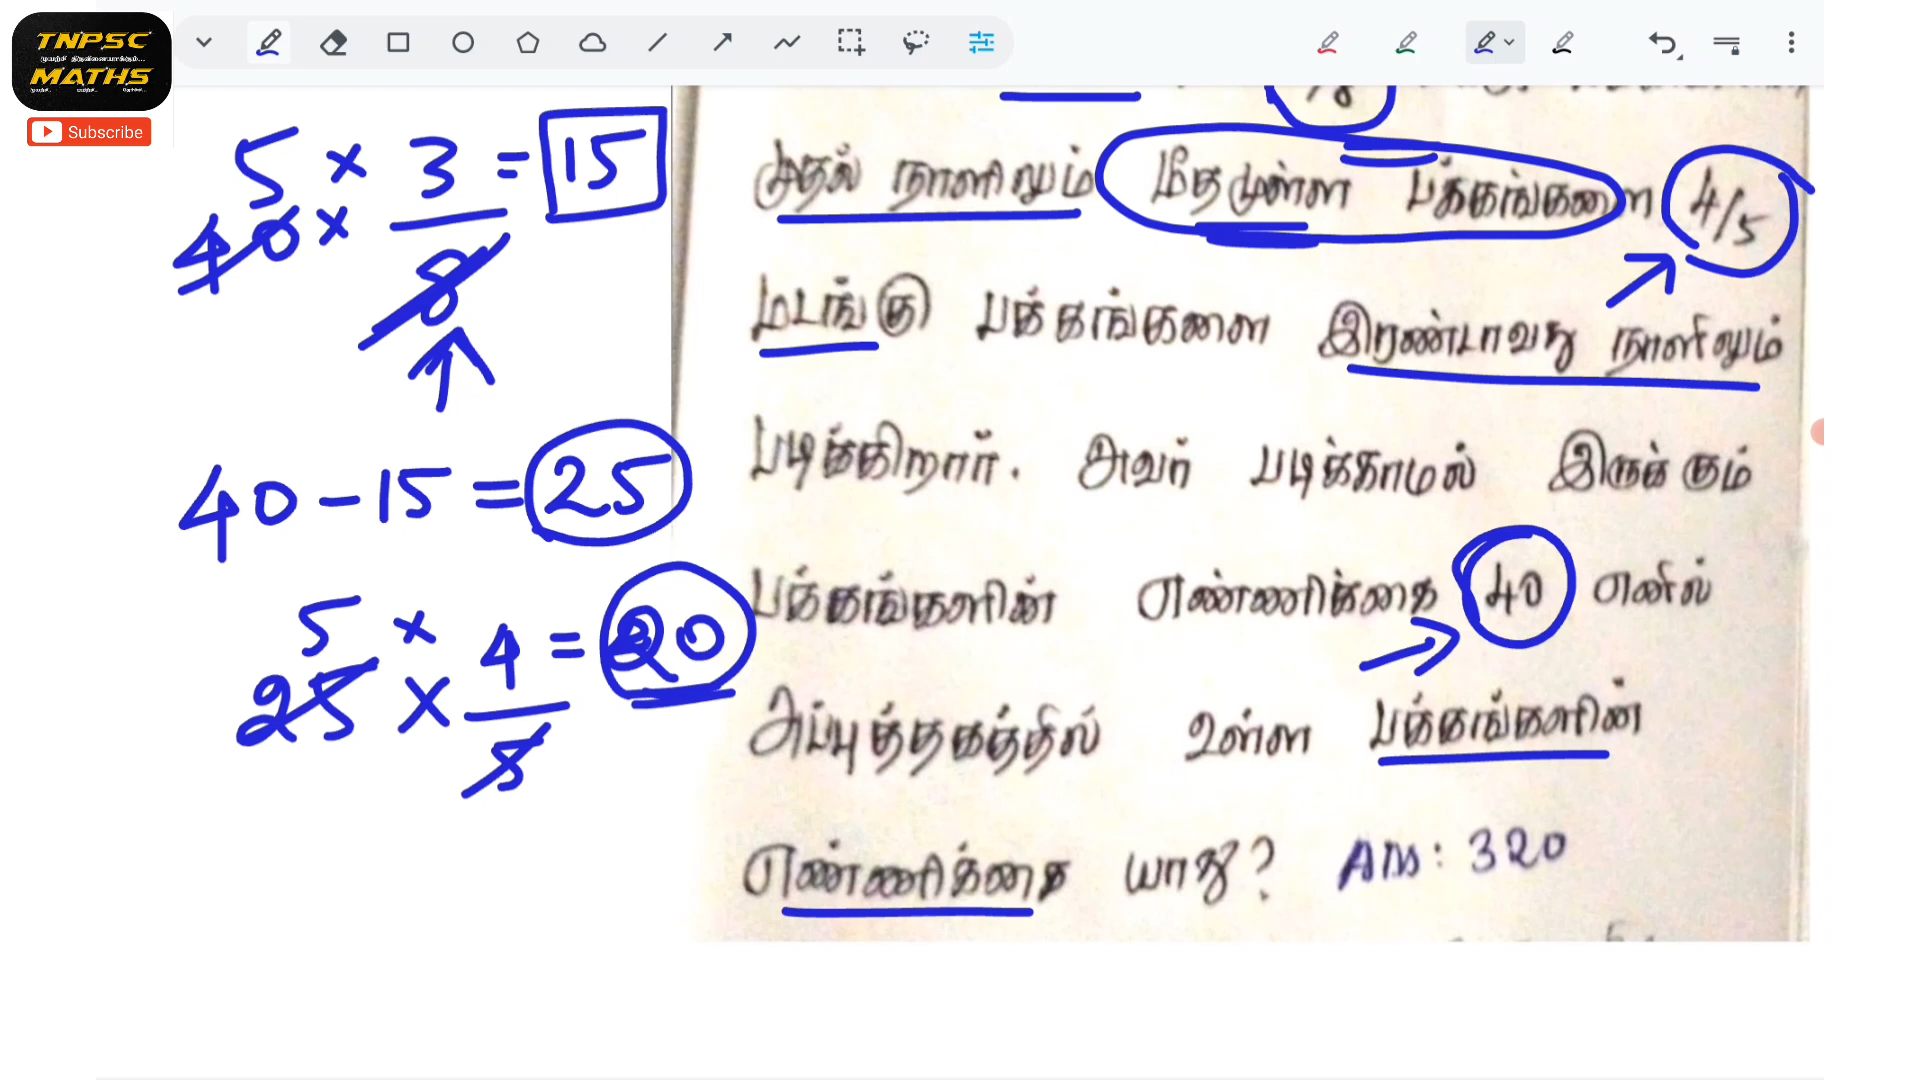 TNPSC
முயற்சி திருவினையாக்கும்...
MATHS
Subscribe
5 × 3 = 15
40 × 8
40 - 15 = 25
5 × 4 = 20
25 × 5
முதல் நாளிலும் மீதமுள்ள பக்கங்களை 4/5
மடங்கு பக்கங்களை இரண்டாவது நாளிலும்
படிக்கிறார். அவர் படிக்காமல் இருக்கும்
பக்கங்களின் எண்ணிக்கை 40 எனில்
அப்புத்தகத்தில் உள்ள பக்கங்களின்
எண்ணிக்கை யாது? Ans: 320